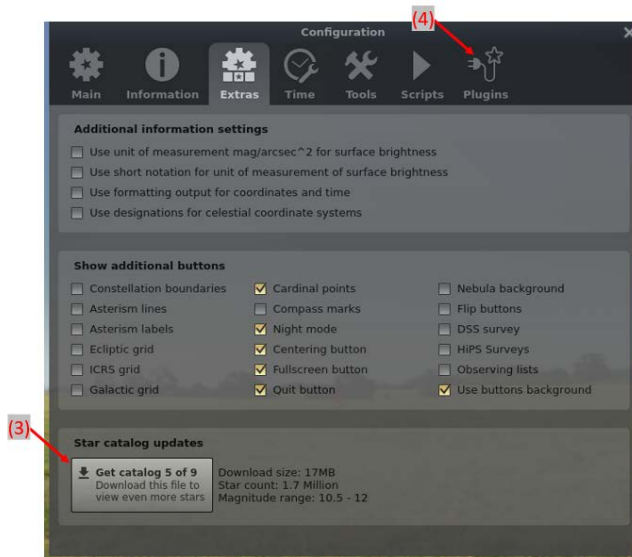 (4)
Configuration
Main Information Extras Time Tools Scripts Plugins
Additional information settings
Use unit of measurement mag/arcsec^2 for surface brightness
Use short notation for unit of measurement of surface brightness
Use formatting output for coordinates and time
Use designations for celestial coordinate systems
Show additional buttons
Constellation boundaries Cardinal points Nebula background
Asterism lines Compass marks Flip buttons
Asterism labels Night mode DSS survey
Ecliptic grid Centering button HiPS Surveys
ICRS grid Fullscreen button Observing lists
Galactic grid Quit button Use buttons background
(3)
Star catalog updates
Get catalog 5 of 9 Download size: 17MB
Download this file to Star count: 1.7 Million
view even more stars Magnitude range: 10.5 - 12